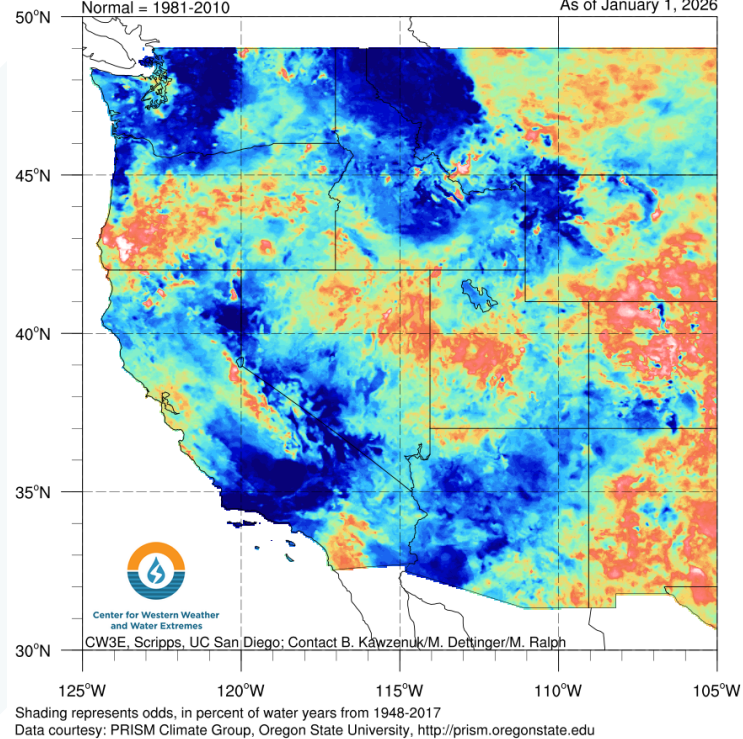 Normal = 1981-2010
As of January 1, 2026
50°N
45°N
40°N
35°N
30°N
Center for Western Weather
and Water Extremes
CW3E, Scripps, UC San Diego; Contact B. Kawzenuk/M. Dettinger/M. Ralph
125°W 120°W 115°W 110°W 105°W
Shading represents odds, in percent of water years from 1948-2017
Data courtesy: PRISM Climate Group, Oregon State University, http://prism.oregonstate.edu